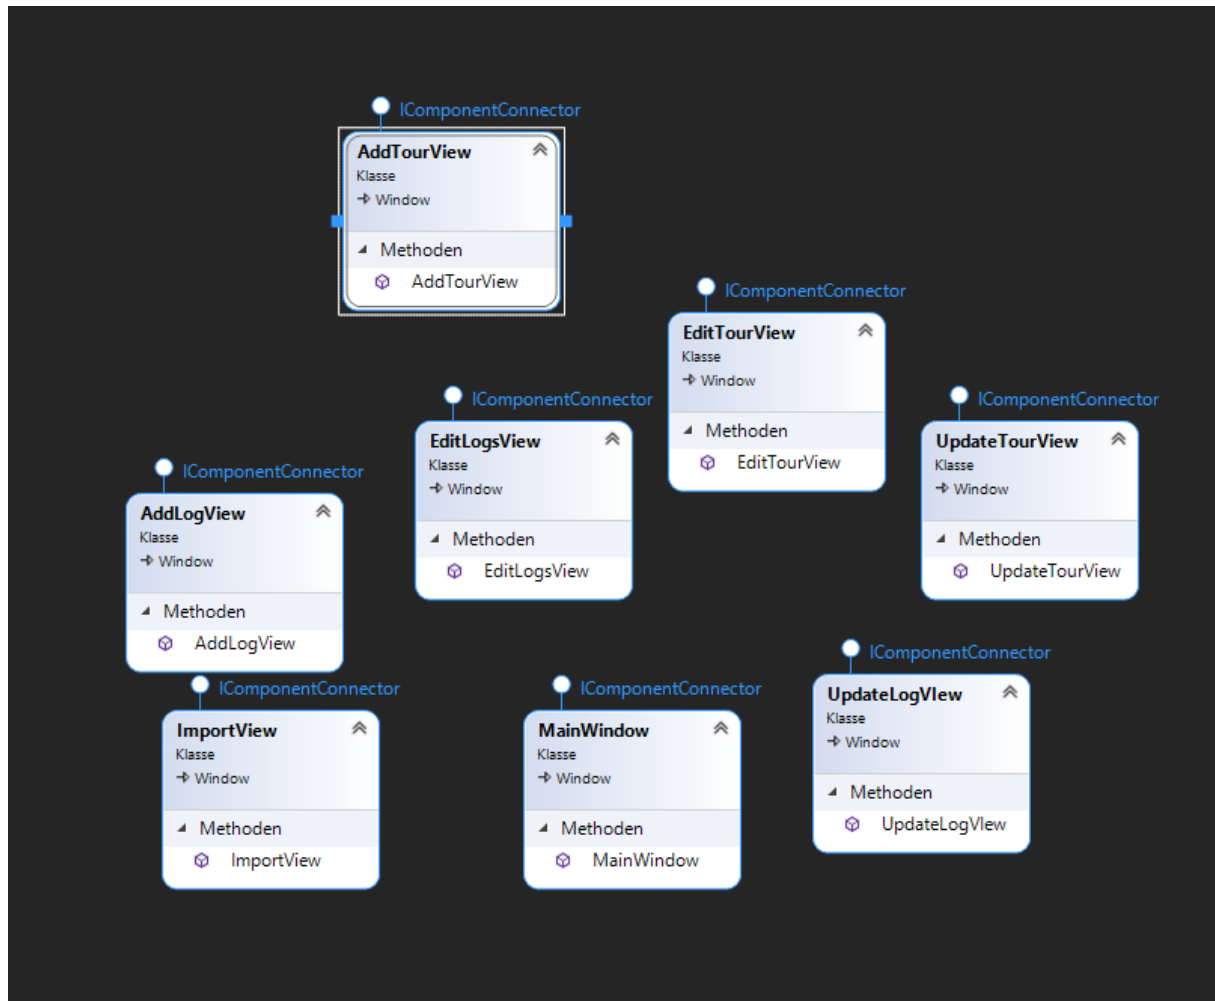 IComponentConnector
AddTourView
Klasse
Window
Methoden
AddTourView
IComponentConnector
EditTourView
Klasse
Window
Methoden
EditTourView
IComponentConnector
EditLogsView
Klasse
Window
Methoden
EditLogsView
IComponentConnector
UpdateTourView
Klasse
Window
Methoden
UpdateTourView
IComponentConnector
AddLogView
Klasse
Window
Methoden
AddLogView
IComponentConnector
ImportView
Klasse
Window
Methoden
ImportView
IComponentConnector
MainWindow
Klasse
Window
Methoden
MainWindow
IComponentConnector
UpdateLogVIew
Klasse
Window
Methoden
UpdateLogVIew